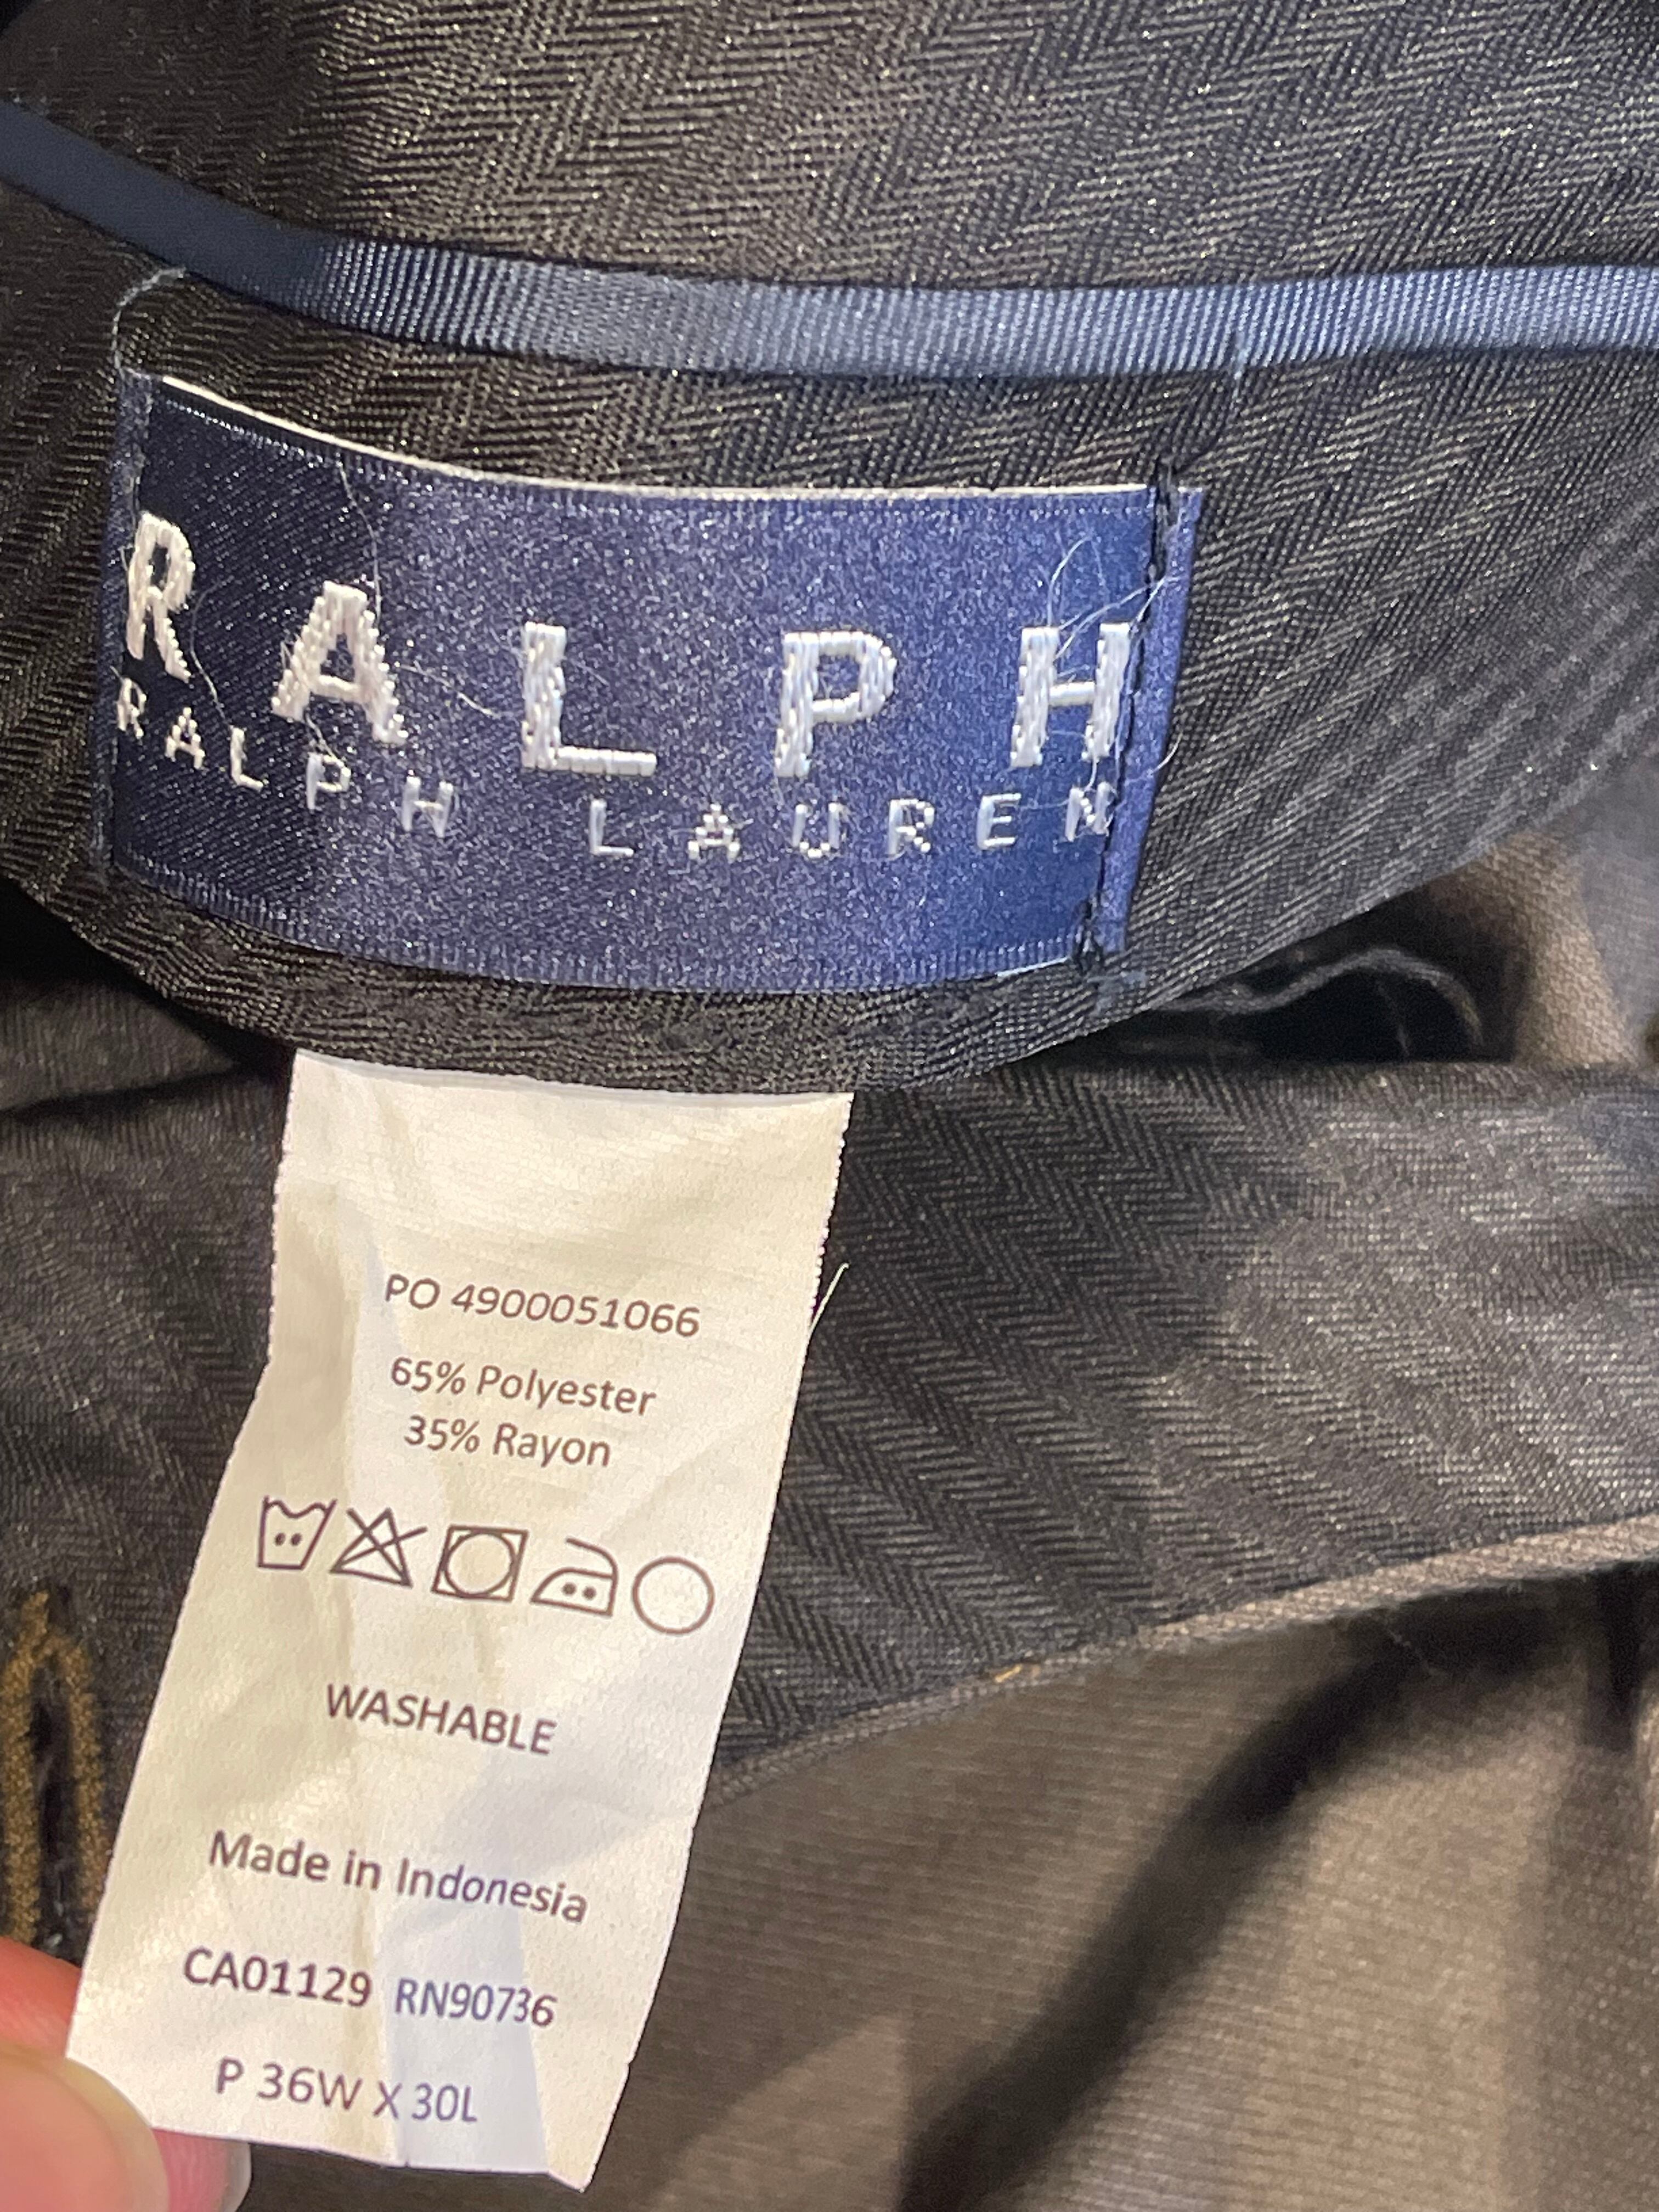 RALPH
RALPH LAUREN
PO 4900051066
65% Polyester
35% Rayon
WASHABLE
Made in Indonesia
CA01129 RN90736
P 36W X 30L